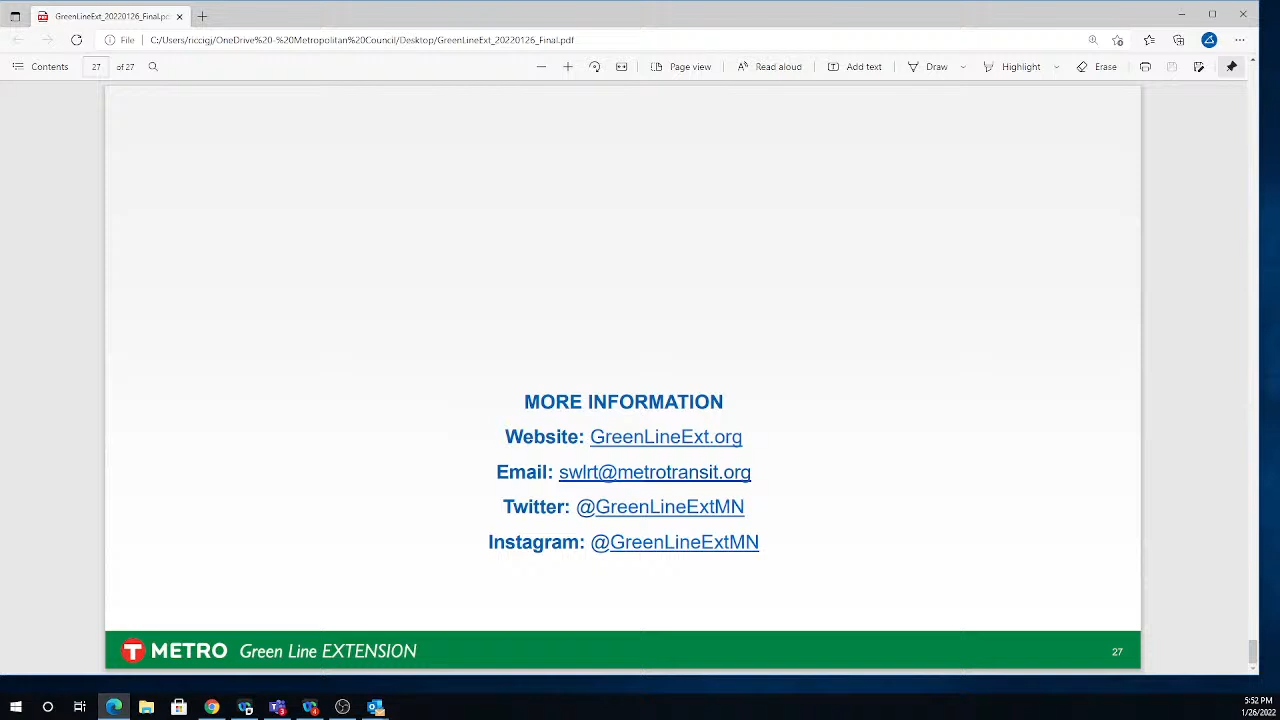 GreenLineExt_20220126_Final.pd
File C:/Users/riccigj/OneDrive%20-%20Metropolitan%20Council/Desktop/GreenLineExt_20220126_Final.pdf
Contents 27 of 27 Page view Read aloud Add text Draw Highlight Erase
MORE INFORMATION
Website: GreenLineExt.org
Email: swlrt@metrotransit.org
Twitter: @GreenLineExtMN
Instagram: @GreenLineExtMN
T METRO Green Line EXTENSION 27
5:52 PM
1/26/2022